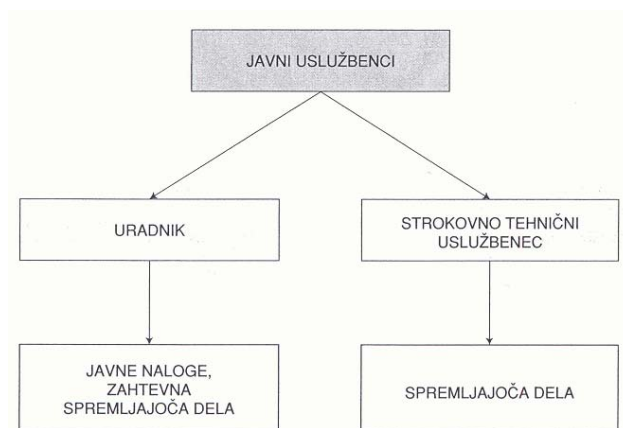 JAVNI USLUŽBENCI
URADNIK
STROKOVNO TEHNIČNI
USLUŽBENEC
JAVNE NALOGE,
ZAHTEVNA
SPREMLJAJOČA DELA
SPREMLJAJOČA DELA